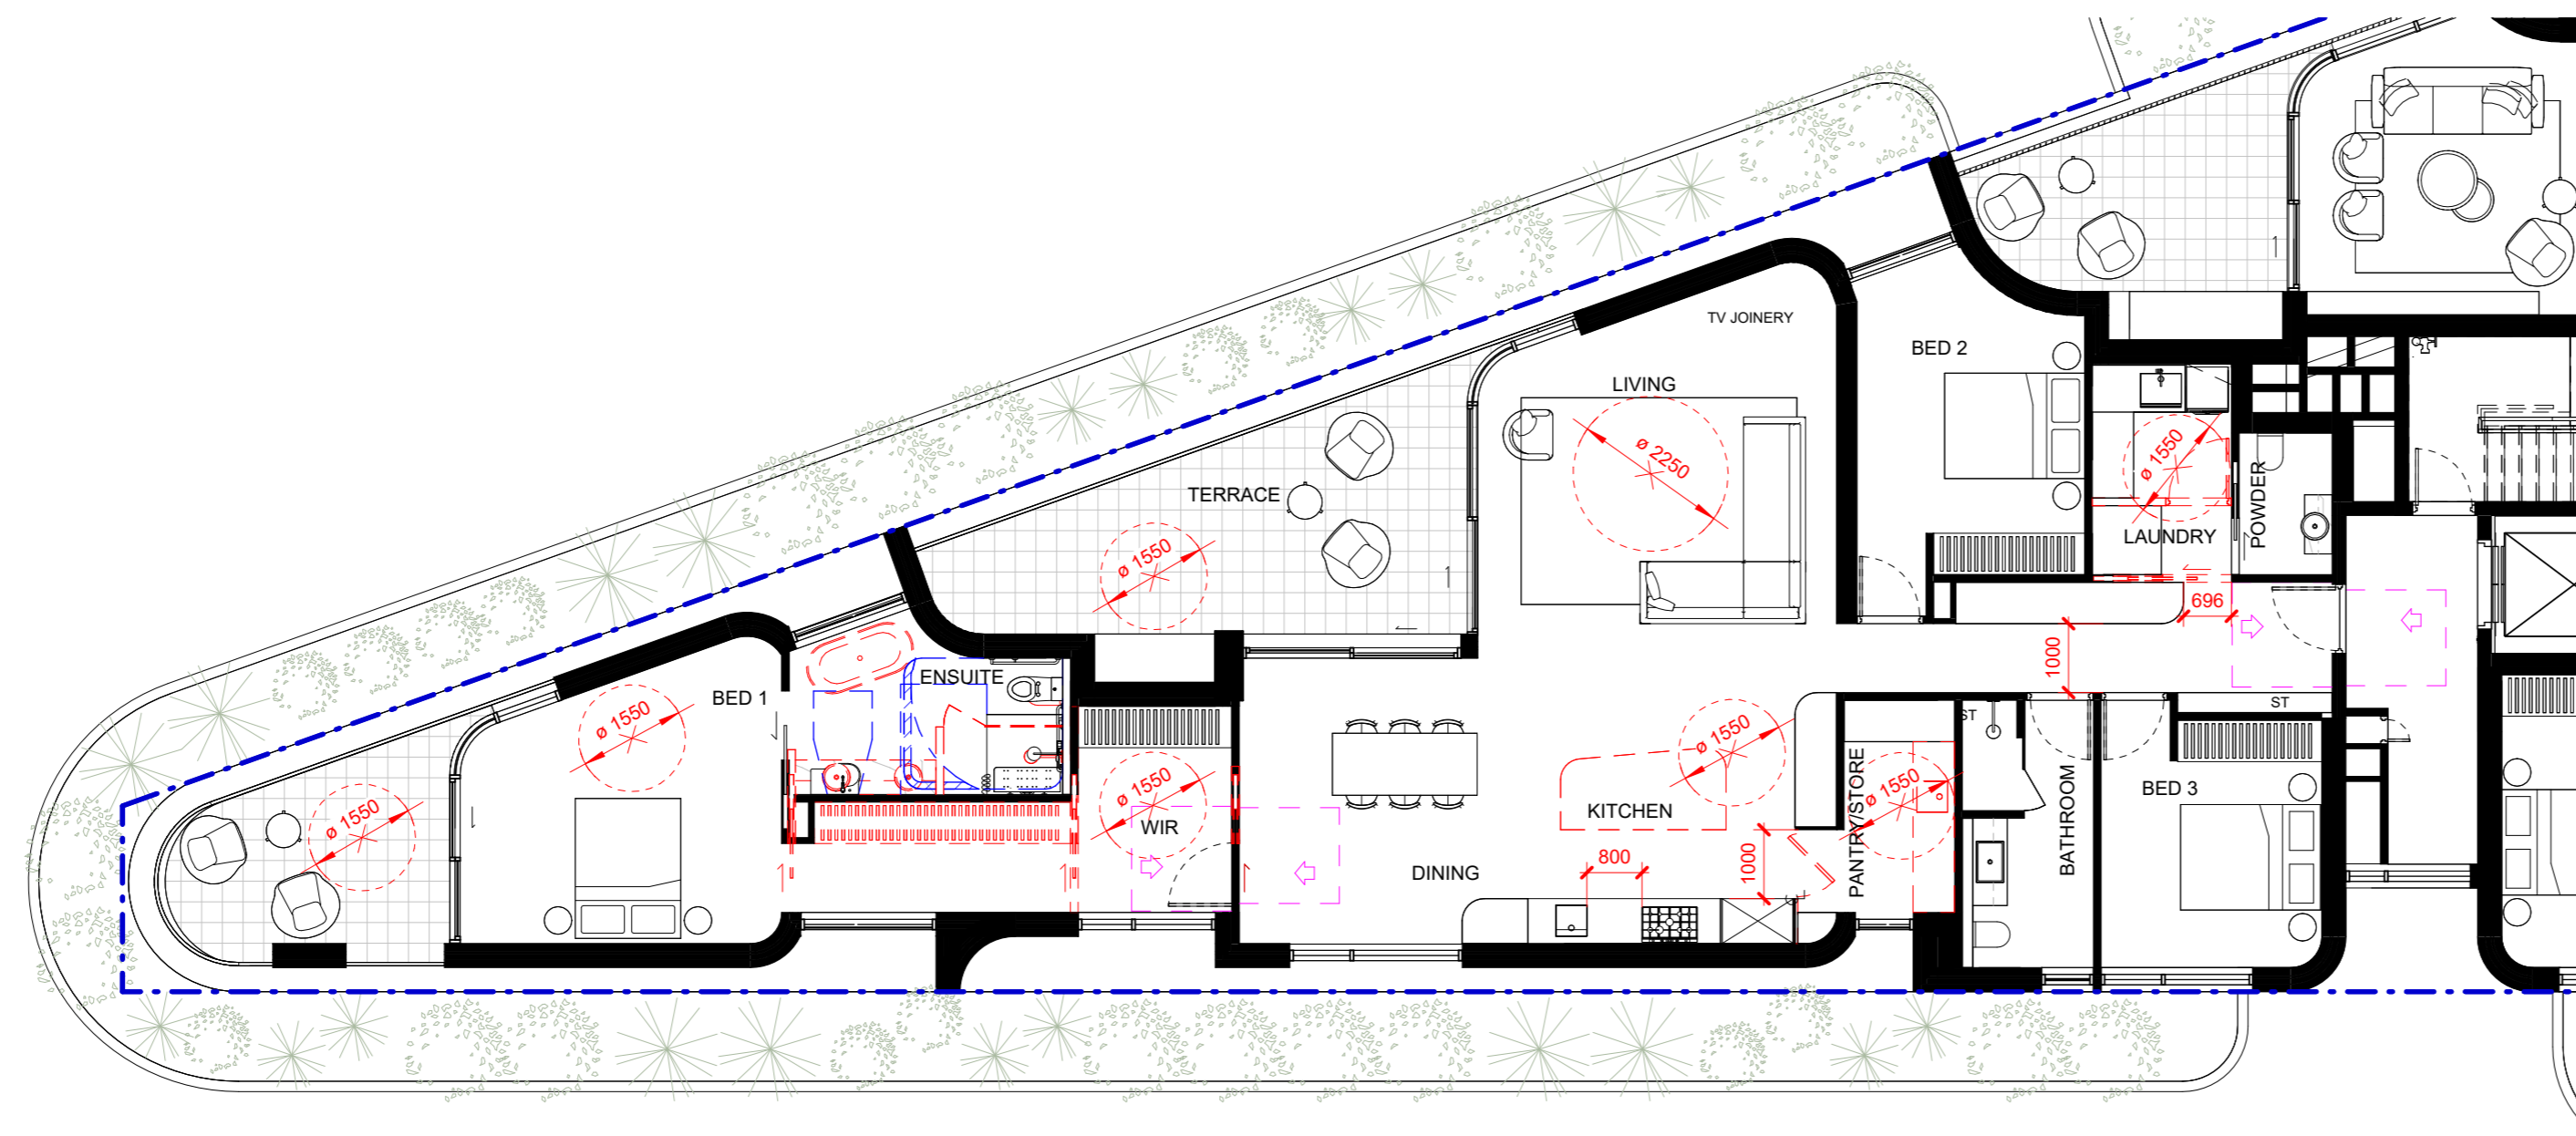 TV JOINERY
BED 2
LIVING
ø 2250
ø 1550
TERRACE
POWDER
LAUNDRY
ø 1550
696
1000
ENSUITE
BED 1
ø 1550
ST
ST
ø 1550
ø 1550
ø 1550
ø 1550
PANTRY/STORE
BATHROOM
BED 3
KITCHEN
WIR
800
1000
DINING